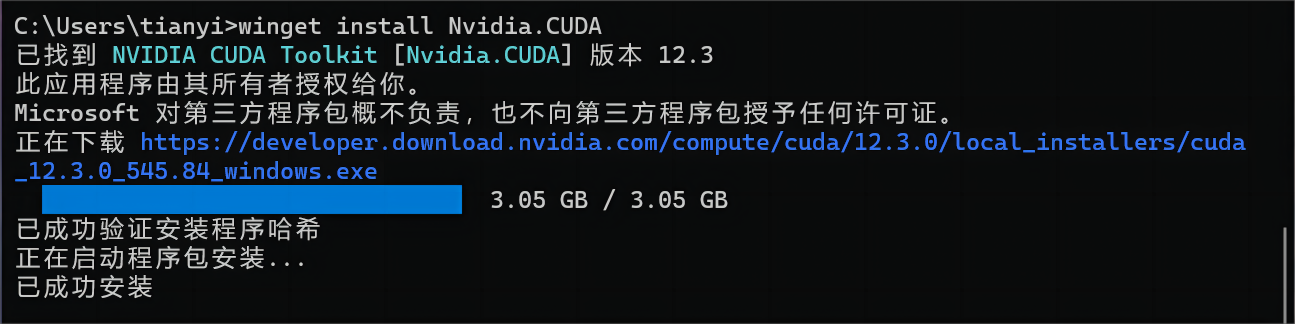 C:\Users\tianyi>winget install Nvidia.CUDA
已找到 NVIDIA CUDA Toolkit [Nvidia.CUDA] 版本 12.3
此应用程序由其所有者授权给你。
Microsoft 对第三方程序包概不负责，也不向第三方程序包授予任何许可证。
正在下载 https://developer.download.nvidia.com/compute/cuda/12.3.0/local_installers/cuda
_12.3.0_545.84_windows.exe
3.05 GB / 3.05 GB
已成功验证安装程序哈希
正在启动程序包安装...
已成功安装